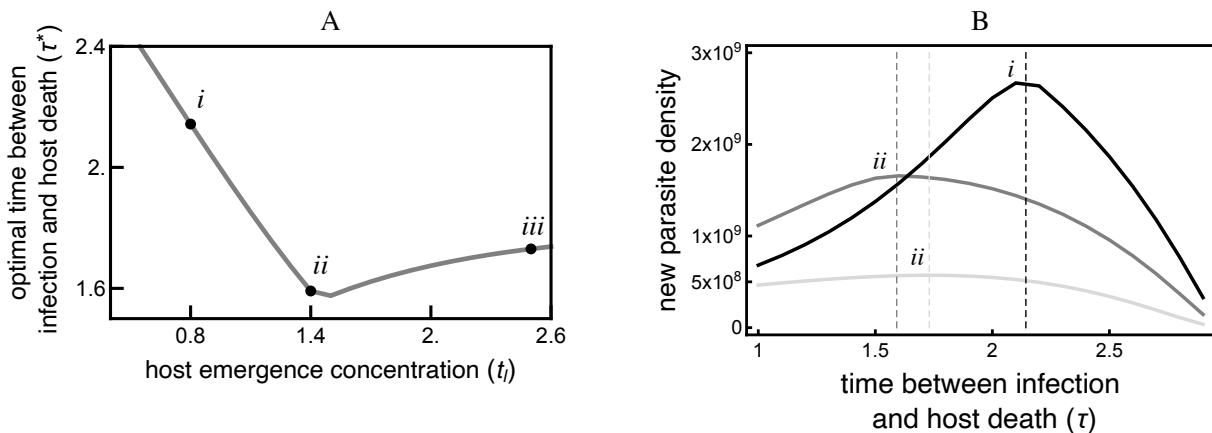 A
optimal time between
infection and host death (τ*)
2.4
2.
1.6
i
ii
iii
0.8
1.4
2.
2.6
host emergence concentration (tl)
B
new parasite density
3x10⁹
2x10⁹
1x10⁹
5x10⁸
0
i
ii
ii
1
1.5
2
2.5
time between infection
and host death (τ)